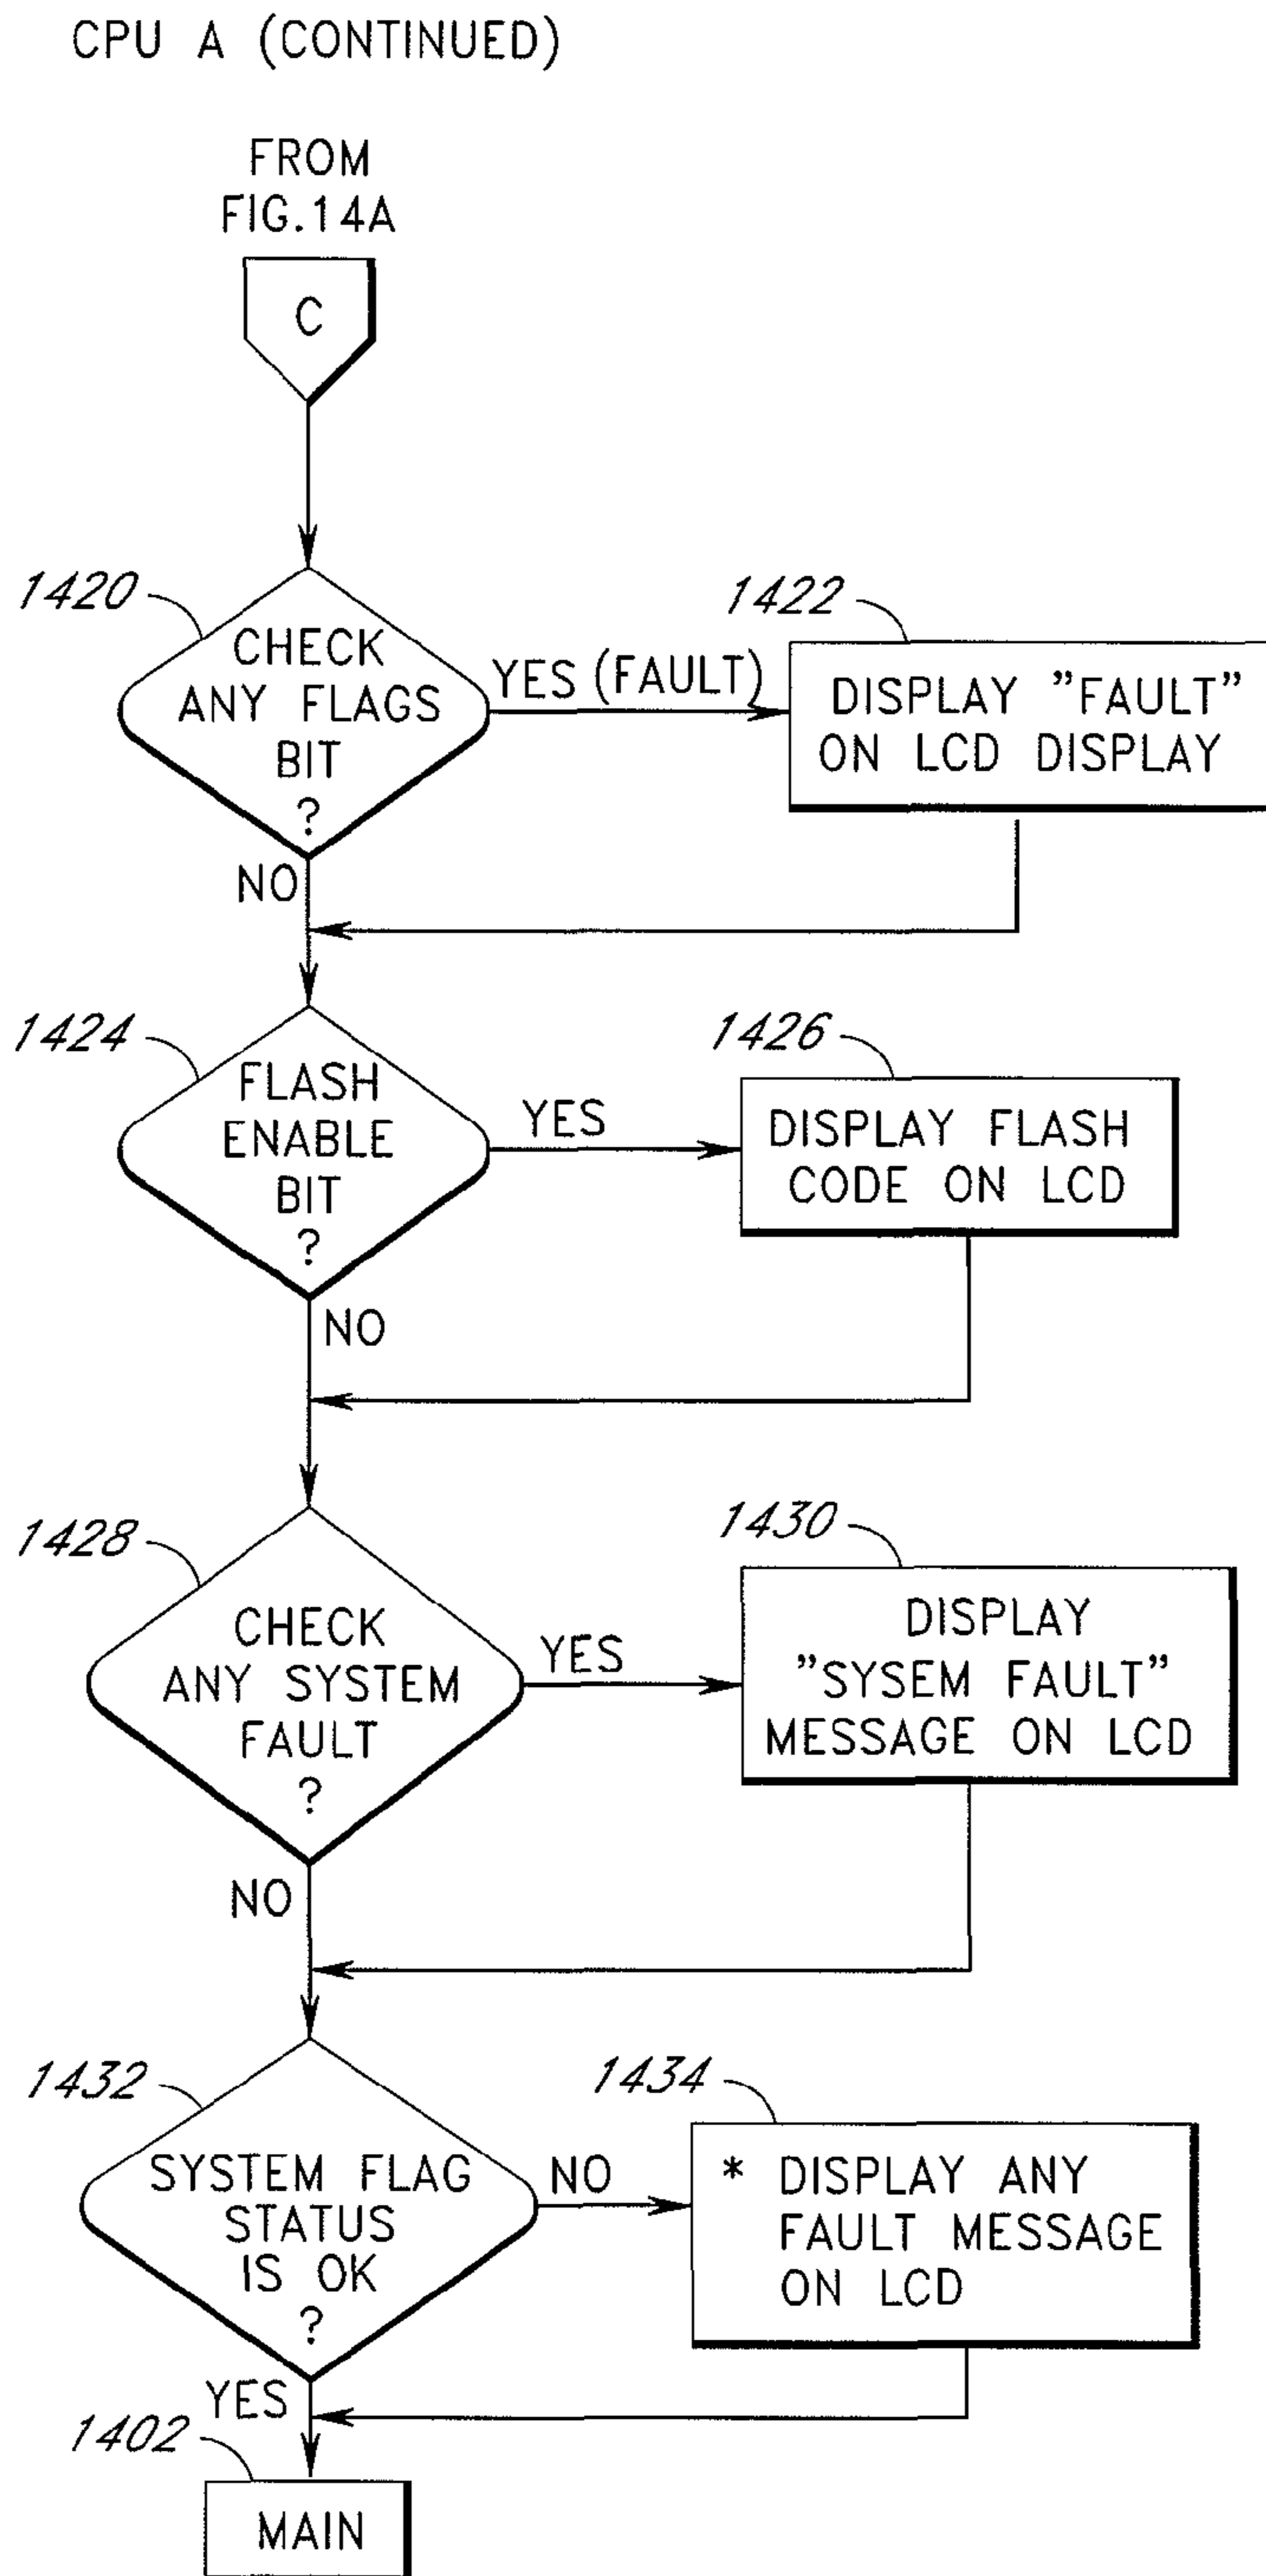 CPU A (CONTINUED)
FROM
FIG.14A
C
1420
CHECK
ANY FLAGS
BIT
?
YES (FAULT)
1422
DISPLAY "FAULT"
ON LCD DISPLAY
NO
1424
FLASH
ENABLE
BIT
?
YES
1426
DISPLAY FLASH
CODE ON LCD
NO
1428
CHECK
ANY SYSTEM
FAULT
?
YES
1430
DISPLAY
"SYSEM FAULT"
MESSAGE ON LCD
NO
1432
SYSTEM FLAG
STATUS
IS OK
?
NO
1434
* DISPLAY ANY
FAULT MESSAGE
ON LCD
YES
1402
MAIN